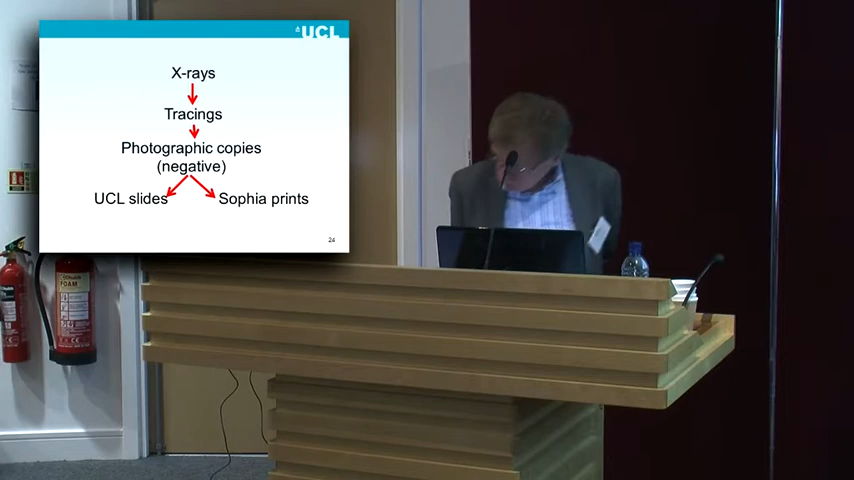 UCL
X-rays
Tracings
Photographic copies
(negative)
UCL slides
Sophia prints
24
FOAM